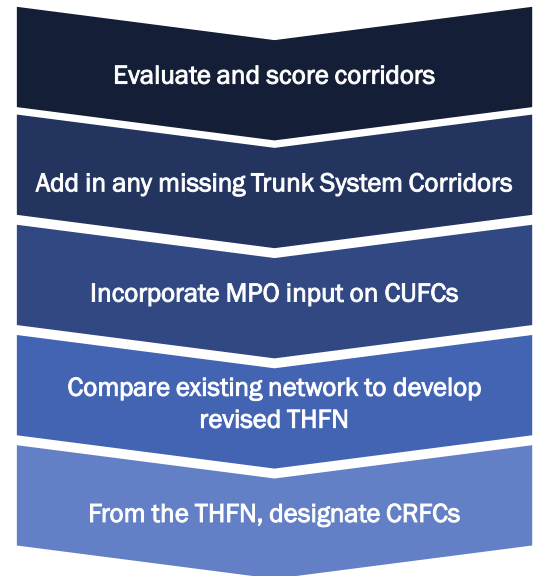 Evaluate and score corridors
Add in any missing Trunk System Corridors
Incorporate MPO input on CUFCs
Compare existing network to develop
revised THFN
From the THFN, designate CRFCs